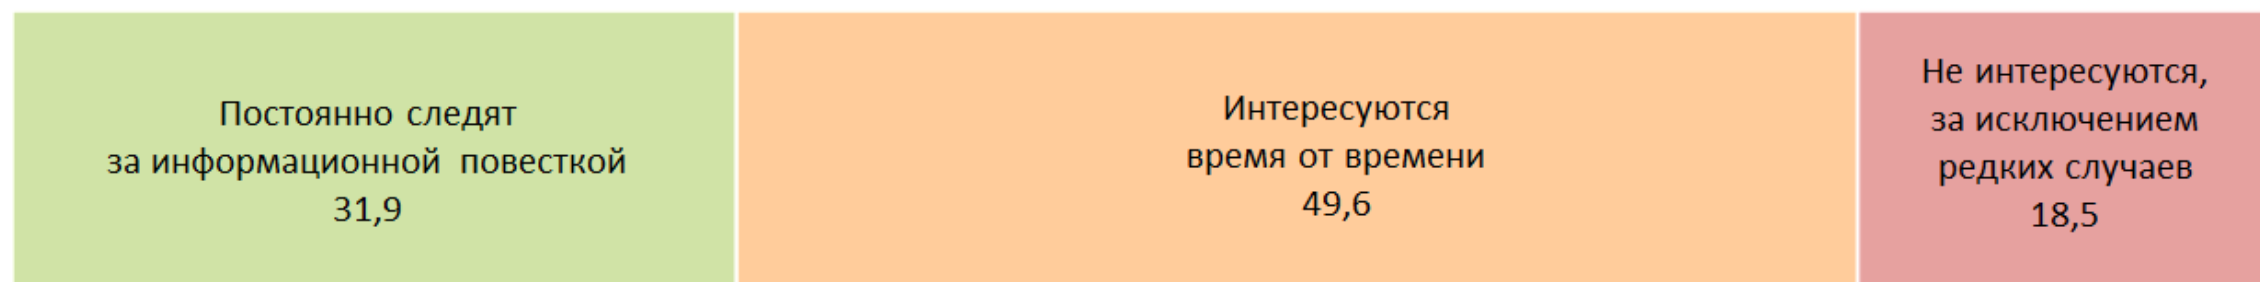 Постоянно следят
за информационной повесткой
31,9
Интересуются
время от времени
49,6
Не интересуются,
за исключением
редких случаев
18,5